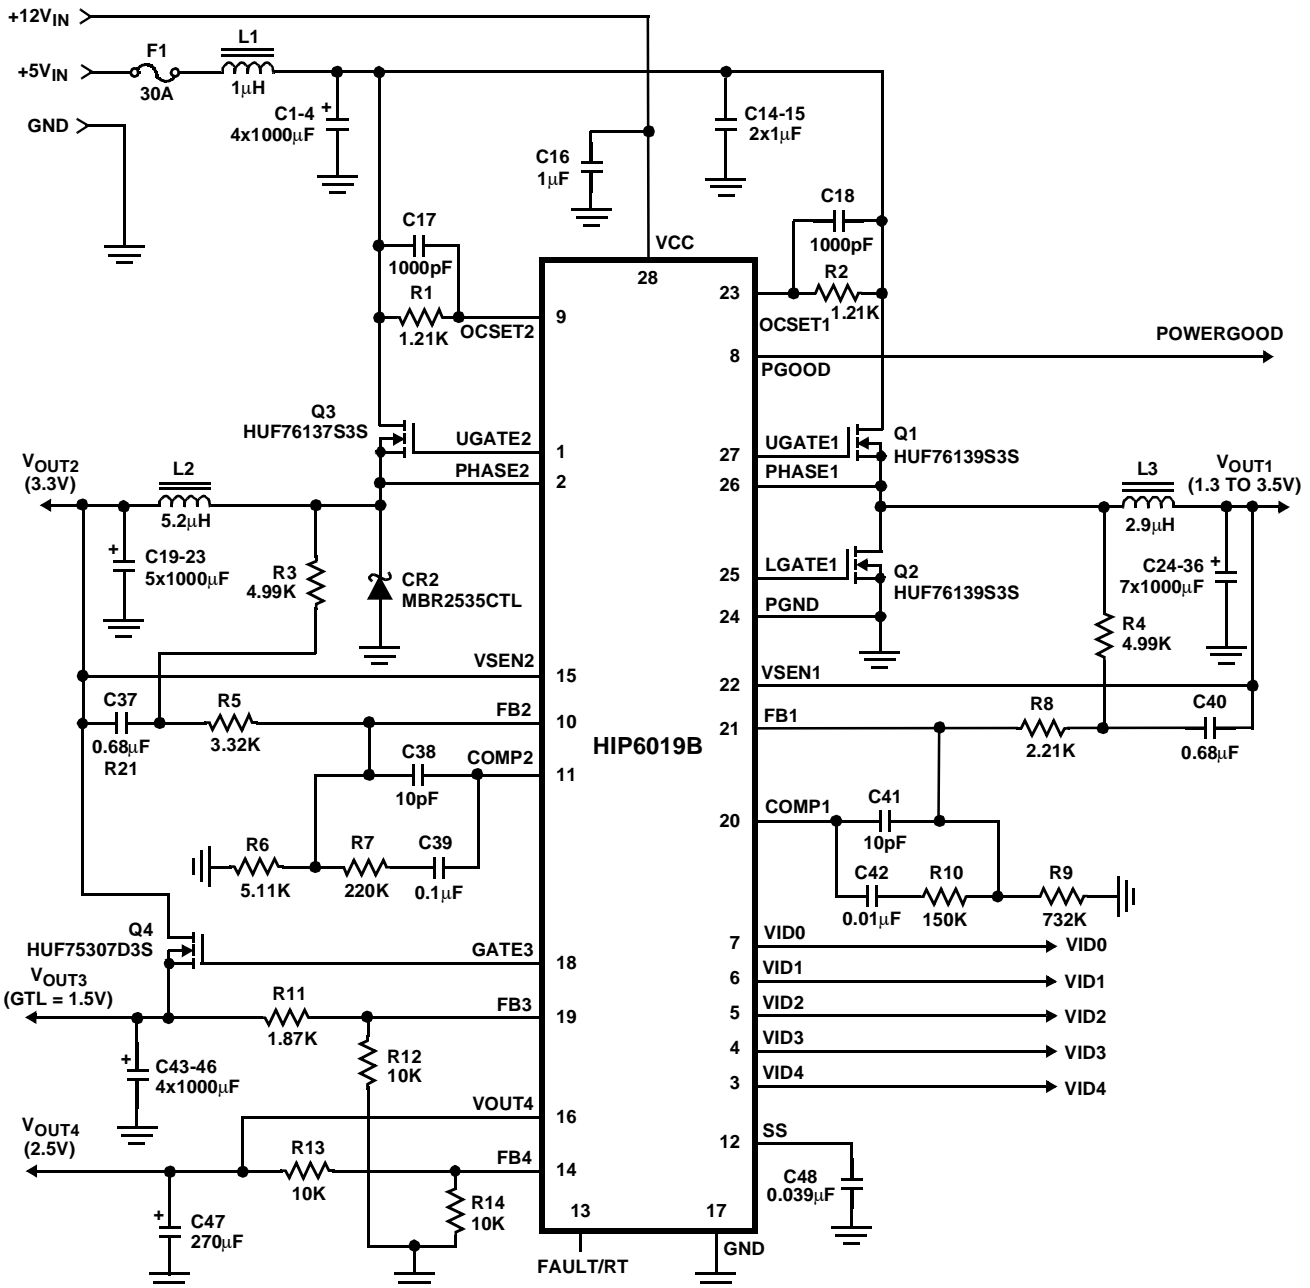 +12VIN
F1
L1
+5VIN
30A
1μH
GND
C1-4
4x1000μF
+
C14-15
2x1μF
C16
1μF
C17
1000pF
R1
1.21K
OCSET2
9
VCC
28
C18
1000pF
R2
1.21K
23
OCSET1
8
PGOOD
POWERGOOD
Q3
HUF76137S3S
UGATE2
1
PHASE2
2
27
UGATE1
Q1
HUF76139S3S
26
PHASE1
VOUT2
(3.3V)
L2
5.2μH
+
C19-23
5x1000μF
R3
4.99K
CR2
MBR2535CTL
L3
2.9μH
VOUT1
(1.3 TO 3.5V)
25
LGATE1
Q2
HUF76139S3S
24
PGND
C24-36
7x1000μF
+
R4
4.99K
VSEN2
15
22
VSEN1
C37
0.68μF
R21
R5
3.32K
FB2
10
21
FB1
R8
2.21K
C40
0.68μF
HIP6019B
C38
10pF
COMP2
11
20
COMP1
C41
10pF
R6
5.11K
R7
220K
C39
0.1μF
C42
0.01μF
R10
150K
R9
732K
Q4
HUF75307D3S
GATE3
18
7
VID0
VID0
6
VID1
VID1
5
VID2
VID2
4
VID3
VID3
3
VID4
VID4
VOUT3
(GTL = 1.5V)
R11
1.87K
FB3
19
+
C43-46
4x1000μF
R12
10K
VOUT4
16
VOUT4
(2.5V)
R13
10K
FB4
14
R14
10K
+
C47
270μF
12
SS
C48
0.039μF
13
FAULT/RT
17
GND